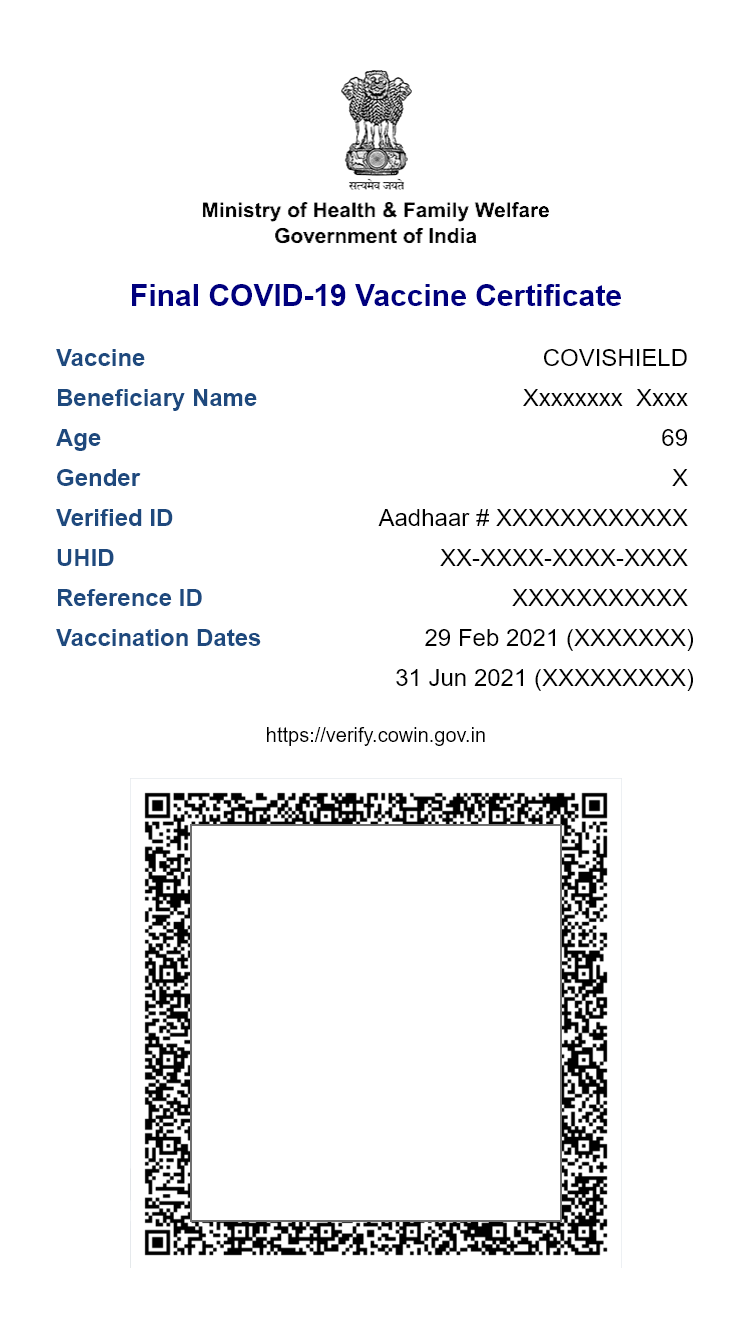 सत्यमेव जयते
Ministry of Health & Family Welfare
Government of India
Final COVID-19 Vaccine Certificate
Vaccine COVISHIELD
Beneficiary Name Xxxxxxxx Xxxx
Age 69
Gender X
Verified ID Aadhaar # XXXXXXXXXXXX
UHID XX-XXXX-XXXX-XXXX
Reference ID XXXXXXXXXXX
Vaccination Dates 29 Feb 2021 (XXXXXXX)
31 Jun 2021 (XXXXXXXXX)
https://verify.cowin.gov.in